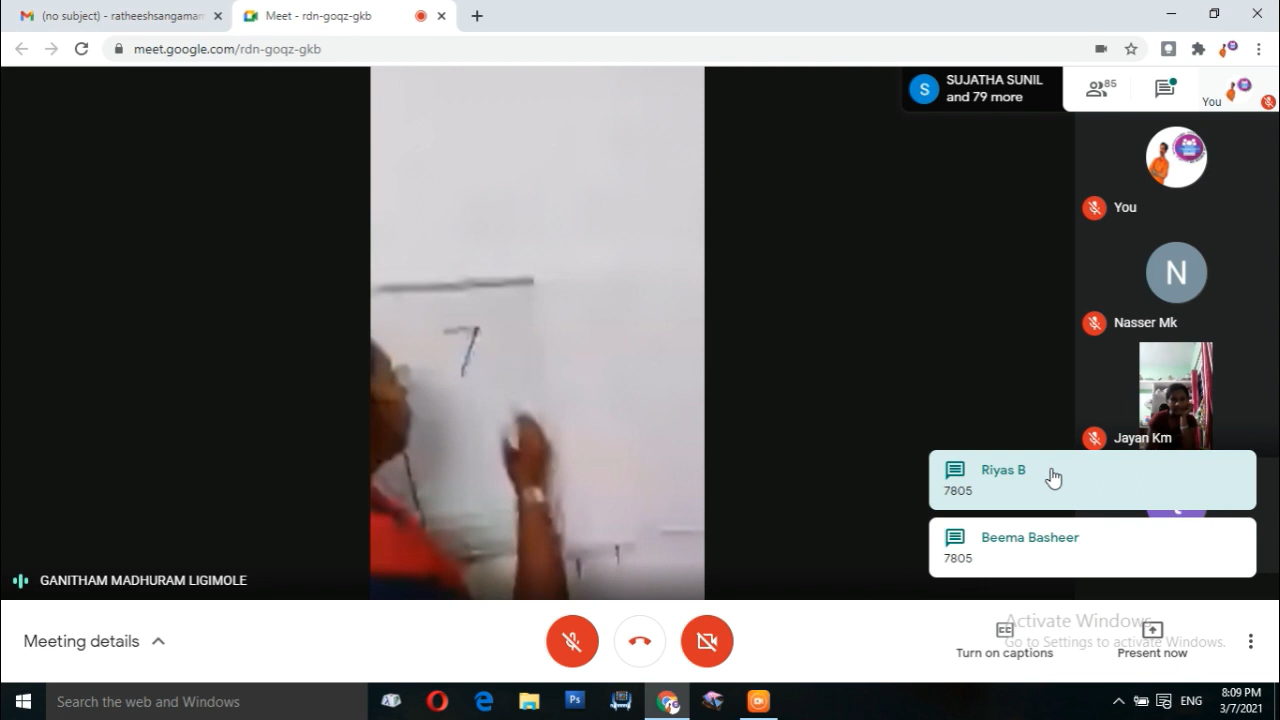 (no subject) - ratheeshsangaman
Meet - rdn-goqz-gkb
meet.google.com/rdn-goqz-gkb
S
SUJATHA SUNIL
and 79 more
85
You
You
N
Nasser Mk
Jayan Km
7
Riyas B
7805
Beema Basheer
7805
GANITHAM MADHURAM LIGIMOLE
Meeting details
Activate Windows
Go to Settings to activate Windows.
CC
Turn on captions
Present now
Search the web and Windows
Ps
ENG
8:09 PM
3/7/2021